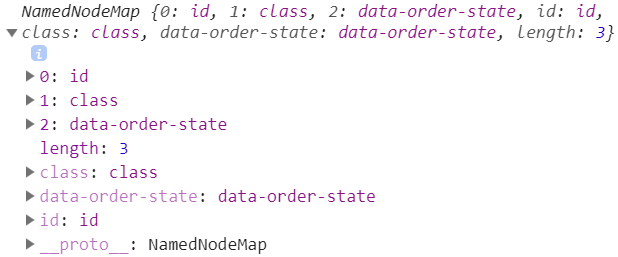 NamedNodeMap {0: id, 1: class, 2: data-order-state, id: id,
class: class, data-order-state: data-order-state, length: 3}
i
0: id
1: class
2: data-order-state
length: 3
class: class
data-order-state: data-order-state
id: id
__proto__: NamedNodeMap